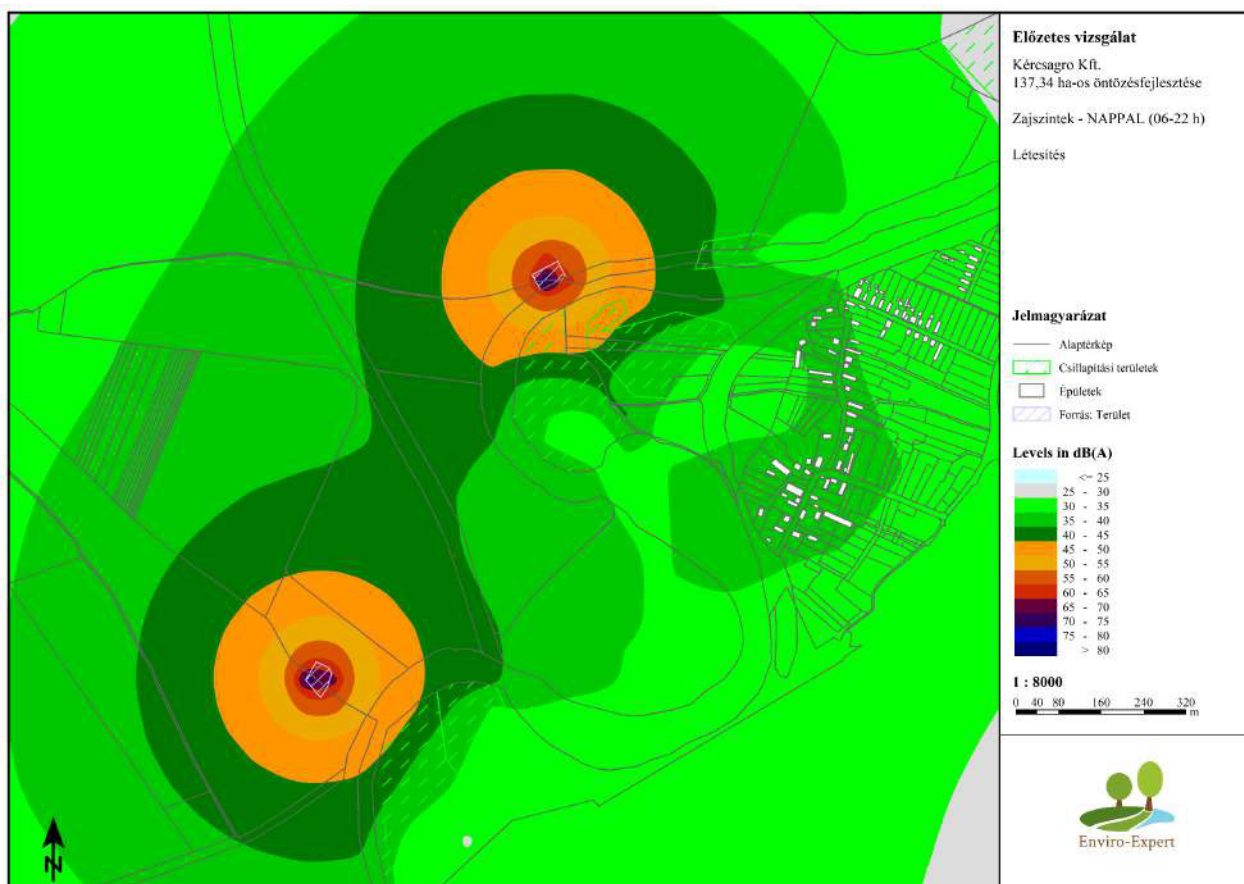 Előzetes vizsgálat
Kércsagro Kft.
137,34 ha-os öntözésfejlesztése
Zajszintek - NAPPAL (06-22 h)
Létesítés
Jelmagyarázat
Alaptérkép
Csillapítási területek
Épületek
Forrás: Terület
Levels in dB(A)
<= 25
25 - 30
30 - 35
35 - 40
40 - 45
45 - 50
50 - 55
55 - 60
60 - 65
65 - 70
70 - 75
75 - 80
> 80
1 : 8000
0 40 80 160 240 320
m
Enviro-Expert
N